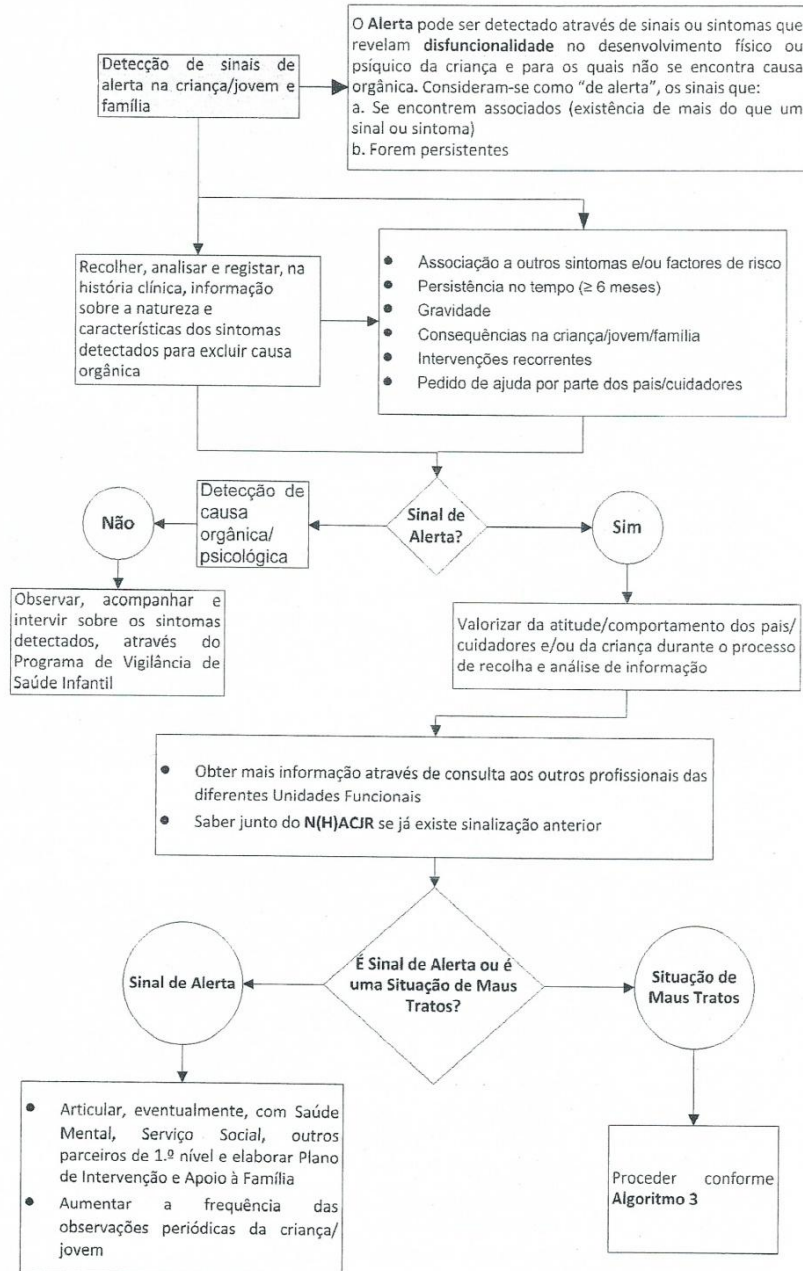 O Alerta pode ser detectado através de sinais ou sintomas que
revelam disfuncionalidade no desenvolvimento físico ou
psíquico da criança e para os quais não se encontra causa
orgânica. Consideram-se como “de alerta”, os sinais que:
a. Se encontrem associados (existência de mais do que um
sinal ou sintoma)
b. Forem persistentes
Detecção de sinais de
alerta na criança/jovem e
família
Recolher, analisar e registar, na
história clínica, informação
sobre a natureza e
características dos sintomas
detectados para excluir causa
orgânica
● Associação a outros sintomas e/ou factores de risco
● Persistência no tempo (≥ 6 meses)
● Gravidade
● Consequências na criança/jovem/família
● Intervenções recorrentes
● Pedido de ajuda por parte dos pais/cuidadores
Não
Detecção de
causa
orgânica/
psicológica
Sinal de
Alerta?
Sim
Observar, acompanhar e
intervir sobre os sintomas
detectados, através do
Programa de Vigilância de
Saúde Infantil
Valorizar da atitude/comportamento dos pais/
cuidadores e/ou da criança durante o processo
de recolha e análise de informação
● Obter mais informação através de consulta aos outros profissionais das
diferentes Unidades Funcionais
● Saber junto do N(H)ACJR se já existe sinalização anterior
Sinal de Alerta
É Sinal de Alerta ou é
uma Situação de Maus
Tratos?
Situação de
Maus Tratos
● Articular, eventualmente, com Saúde
Mental, Serviço Social, outros
parceiros de 1.º nível e elaborar Plano
de Intervenção e Apoio à Família
● Aumentar a frequência das
observações periódicas da criança/
jovem
Proceder conforme
Algoritmo 3